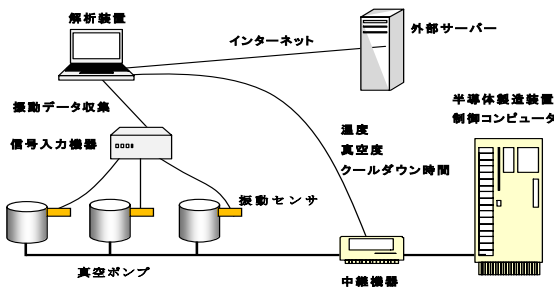 解析装置
インターネット
外部サーバー
振動データ収集
信号入力機器
温度
真空度
クールダウン時間
半導体製造装置
制御コンピュータ
振動センサ
真空ポンプ
中継機器